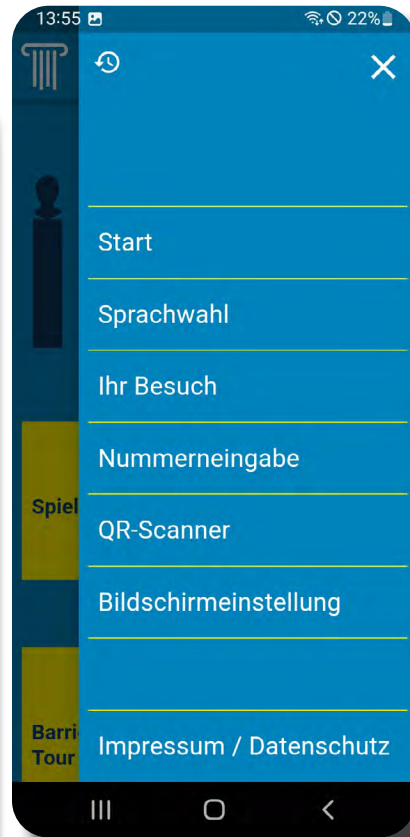 13:55
22%
Start
Sprachwahl
Ihr Besuch
Nummerneingabe
QR-Scanner
Spiel
Bildschirmeinstellung
Barri
Tour
Impressum / Datenschutz